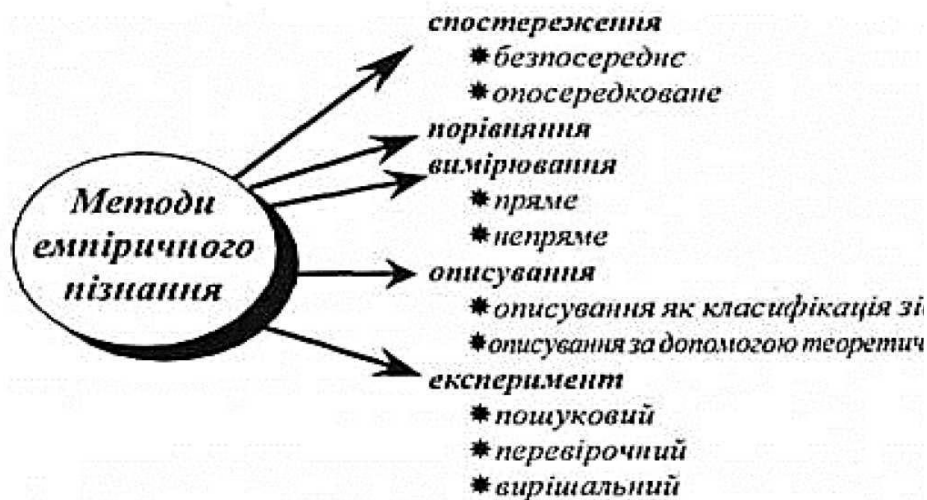 спостереження
✷безпосереднє
✷опосередковане
порівняння
вимірювання
✷пряме
✷непряме
Методи
емпіричного
пізнання
описування
✷описування як класифікація
✷описування за допомогою
експеримент
✷пошуковий
✷перевірочний
✷вирішальний